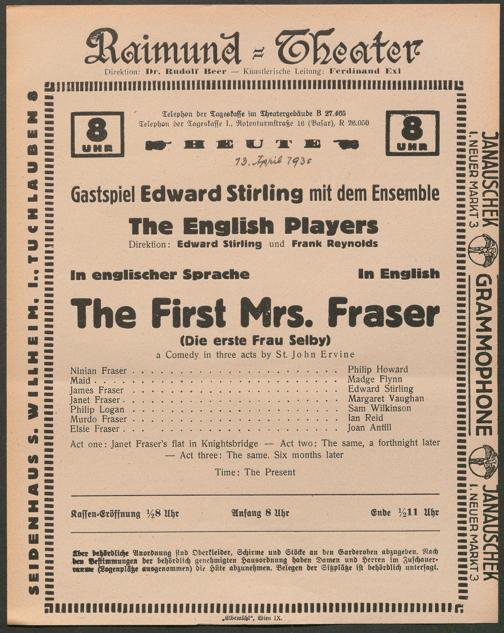 Raimund-Theater
Direktion: Dr. Rudolf Beer — Künstlerische Leitung: Ferdinand Exl
Telephon der Tageskasse im Theatergebäude B 27.465
Telephon der Tageskasse I., Rotenturmstraße 16 (Basar), R 26.050
8 UHR
HEUTE
8 UHR
13. April 1930
Gastspiel Edward Stirling mit dem Ensemble
The English Players
Direktion: Edward Stirling und Frank Reynolds
In englischer Sprache In English
The First Mrs. Fraser
(Die erste Frau Selby)
a Comedy in three acts by St. John Ervine
Ninian Fraser . . . . . Philip Howard
Maid . . . . . Madge Flynn
James Fraser . . . . . Edward Stirling
Janet Fraser . . . . . Margaret Vaughan
Philip Logan . . . . . Sam Wilkinson
Murdo Fraser . . . . . Ian Reid
Elsie Fraser . . . . . Joan Antill
Act one: Janet Fraser's flat in Knightsbridge — Act two: The same, a forthnight later
— Act three: The same. Six months later
Time: The Present
Kassen-Eröffnung ½8 Uhr Anfang 8 Uhr Ende ½11 Uhr
Über behördliche Anordnung sind Oberkleider, Schirme und Stöcke an den Garderoben abzugeben. Nach
den Bestimmungen der behördlich genehmigten Hausordnung haben Damen und Herren im Zuschauer-
raume (Logenplätze ausgenommen) die Hüte abzunehmen. Belegen der Sitzplätze ist behördlich untersagt.
„Elbemühl“, Wien IX.
SEIDENHAUS S. WILLHEIM, I., TUCHLAUBEN 8
JANAUSCHEK
I. NEUER MARKT 3
GRAMMOPHONE
JANAUSCHEK
I. NEUER MARKT 3